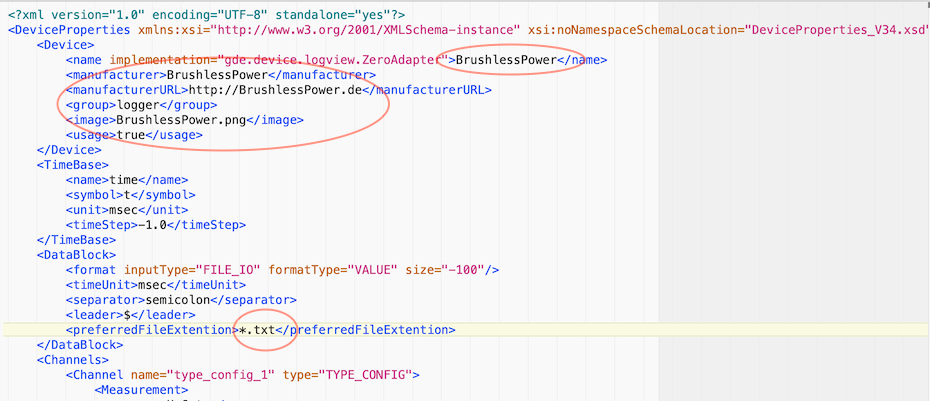 <?xml version="1.0" encoding="UTF-8" standalone="yes"?>
<DeviceProperties xmlns:xsi="http://www.w3.org/2001/XMLSchema-instance" xsi:noNamespaceSchemaLocation="DeviceProperties_V34.xsd"
<Device>
<name implementation="gde.device.logview.ZeroAdapter">BrushlessPower</name>
<manufacturer>BrushlessPower</manufacturer>
<manufacturerURL>http://BrushlessPower.de</manufacturerURL>
<group>logger</group>
<image>BrushlessPower.png</image>
<usage>true</usage>
</Device>
<TimeBase>
<name>time</name>
<symbol>t</symbol>
<unit>msec</unit>
<timeStep>-1.0</timeStep>
</TimeBase>
<DataBlock>
<format inputType="FILE_IO" formatType="VALUE" size="-100"/>
<timeUnit>msec</timeUnit>
<separator>semicolon</separator>
<leader>$</leader>
<preferredFileExtention>*.txt</preferredFileExtention>
</DataBlock>
<Channels>
<Channel name="type_config_1" type="TYPE_CONFIG">
<Measurement>